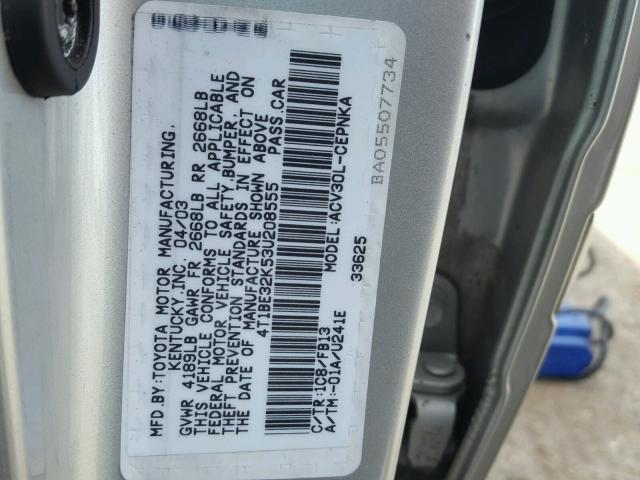 MFD.BY:TOYOTA MOTOR MANUFACTURING.
KENTUCKY,INC. 04/03
GVWR 4189LB GAWR FR 2668LB RR 2668LB
THIS VEHICLE CONFORMS TO ALL APPLICABLE
FEDERAL MOTOR VEHICLE SAFETY,BUMPER, AND
THEFT PREVENTION STANDARDS IN EFFECT ON
THE DATE OF MANUFACTURE SHOWN ABOVE
4T1BE32K53U208555 PASS.CAR
MODEL:ACV30L-CEPNKA
C/TR:1C8/FB13 33625
A/TM:-01A/U241E
BA05507734